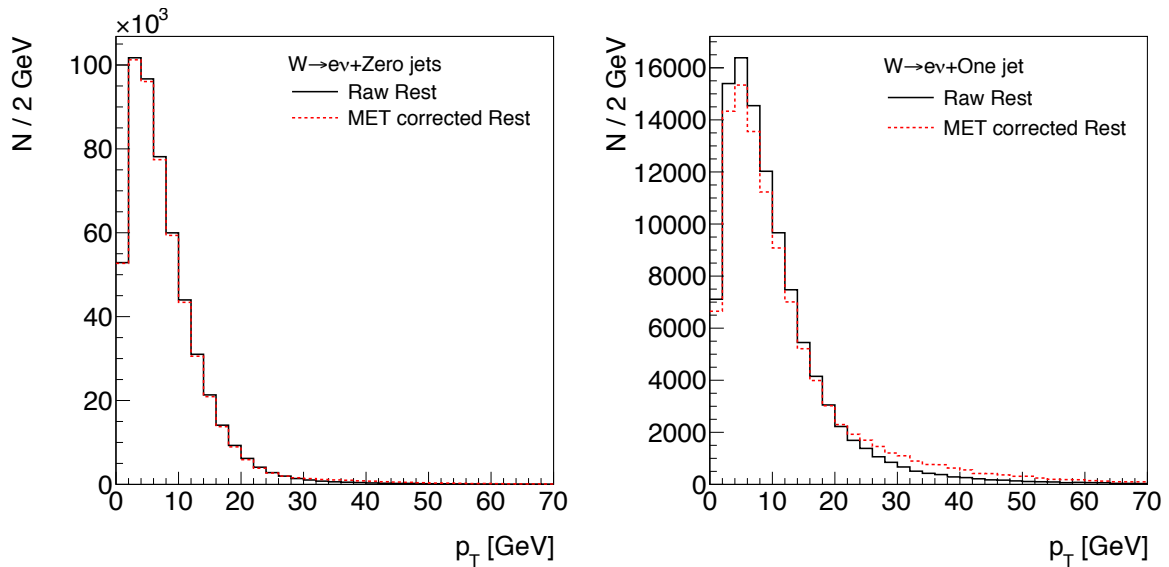 ×10³
N / 2 GeV
100
80
60
40
20
0
W→eν+Zero jets
Raw Rest
MET corrected Rest
0 10 20 30 40 50 60 70
p_T [GeV]
N / 2 GeV
16000
14000
12000
10000
8000
6000
4000
2000
0
W→eν+One jet
Raw Rest
MET corrected Rest
0 10 20 30 40 50 60 70
p_T [GeV]